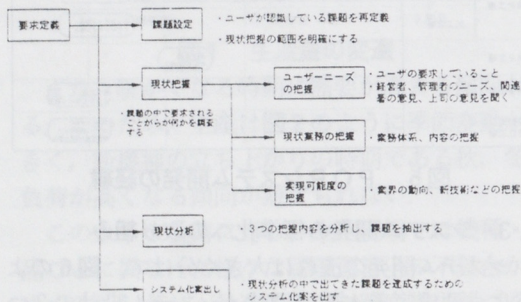 要求定義
課題設定
・ユーザが認識している課題を再定義
・現状把握の範囲を明確にする
現状把握
・課題の中で要求される
ことがらが何かを調査
する
ユーザーニーズ
の把握
・ユーザの要求していること
・経営者、管理者のニーズ、関連
署の意見、上司の意見を聞く
現状業務の把握
・業務体系、内容の把握
実現可能度の
把握
・業界の動向、新技術などの把握
現状分析
・3つの把握内容を分析し、課題を抽出する
システム化案出し
・現状分析の中で出てきた課題を達成するための
システム化案を出す